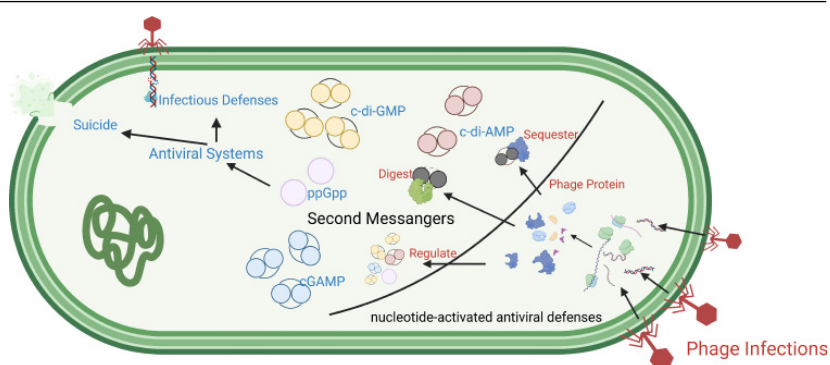 Infectious Defenses
c-di-GMP
Suicide
c-di-AMP
Sequester
Antiviral Systems
Digest
Phage Protein
ppGpp
Second Messangers
Regulate
cGAMP
nucleotide-activated antiviral defenses
Phage Infections